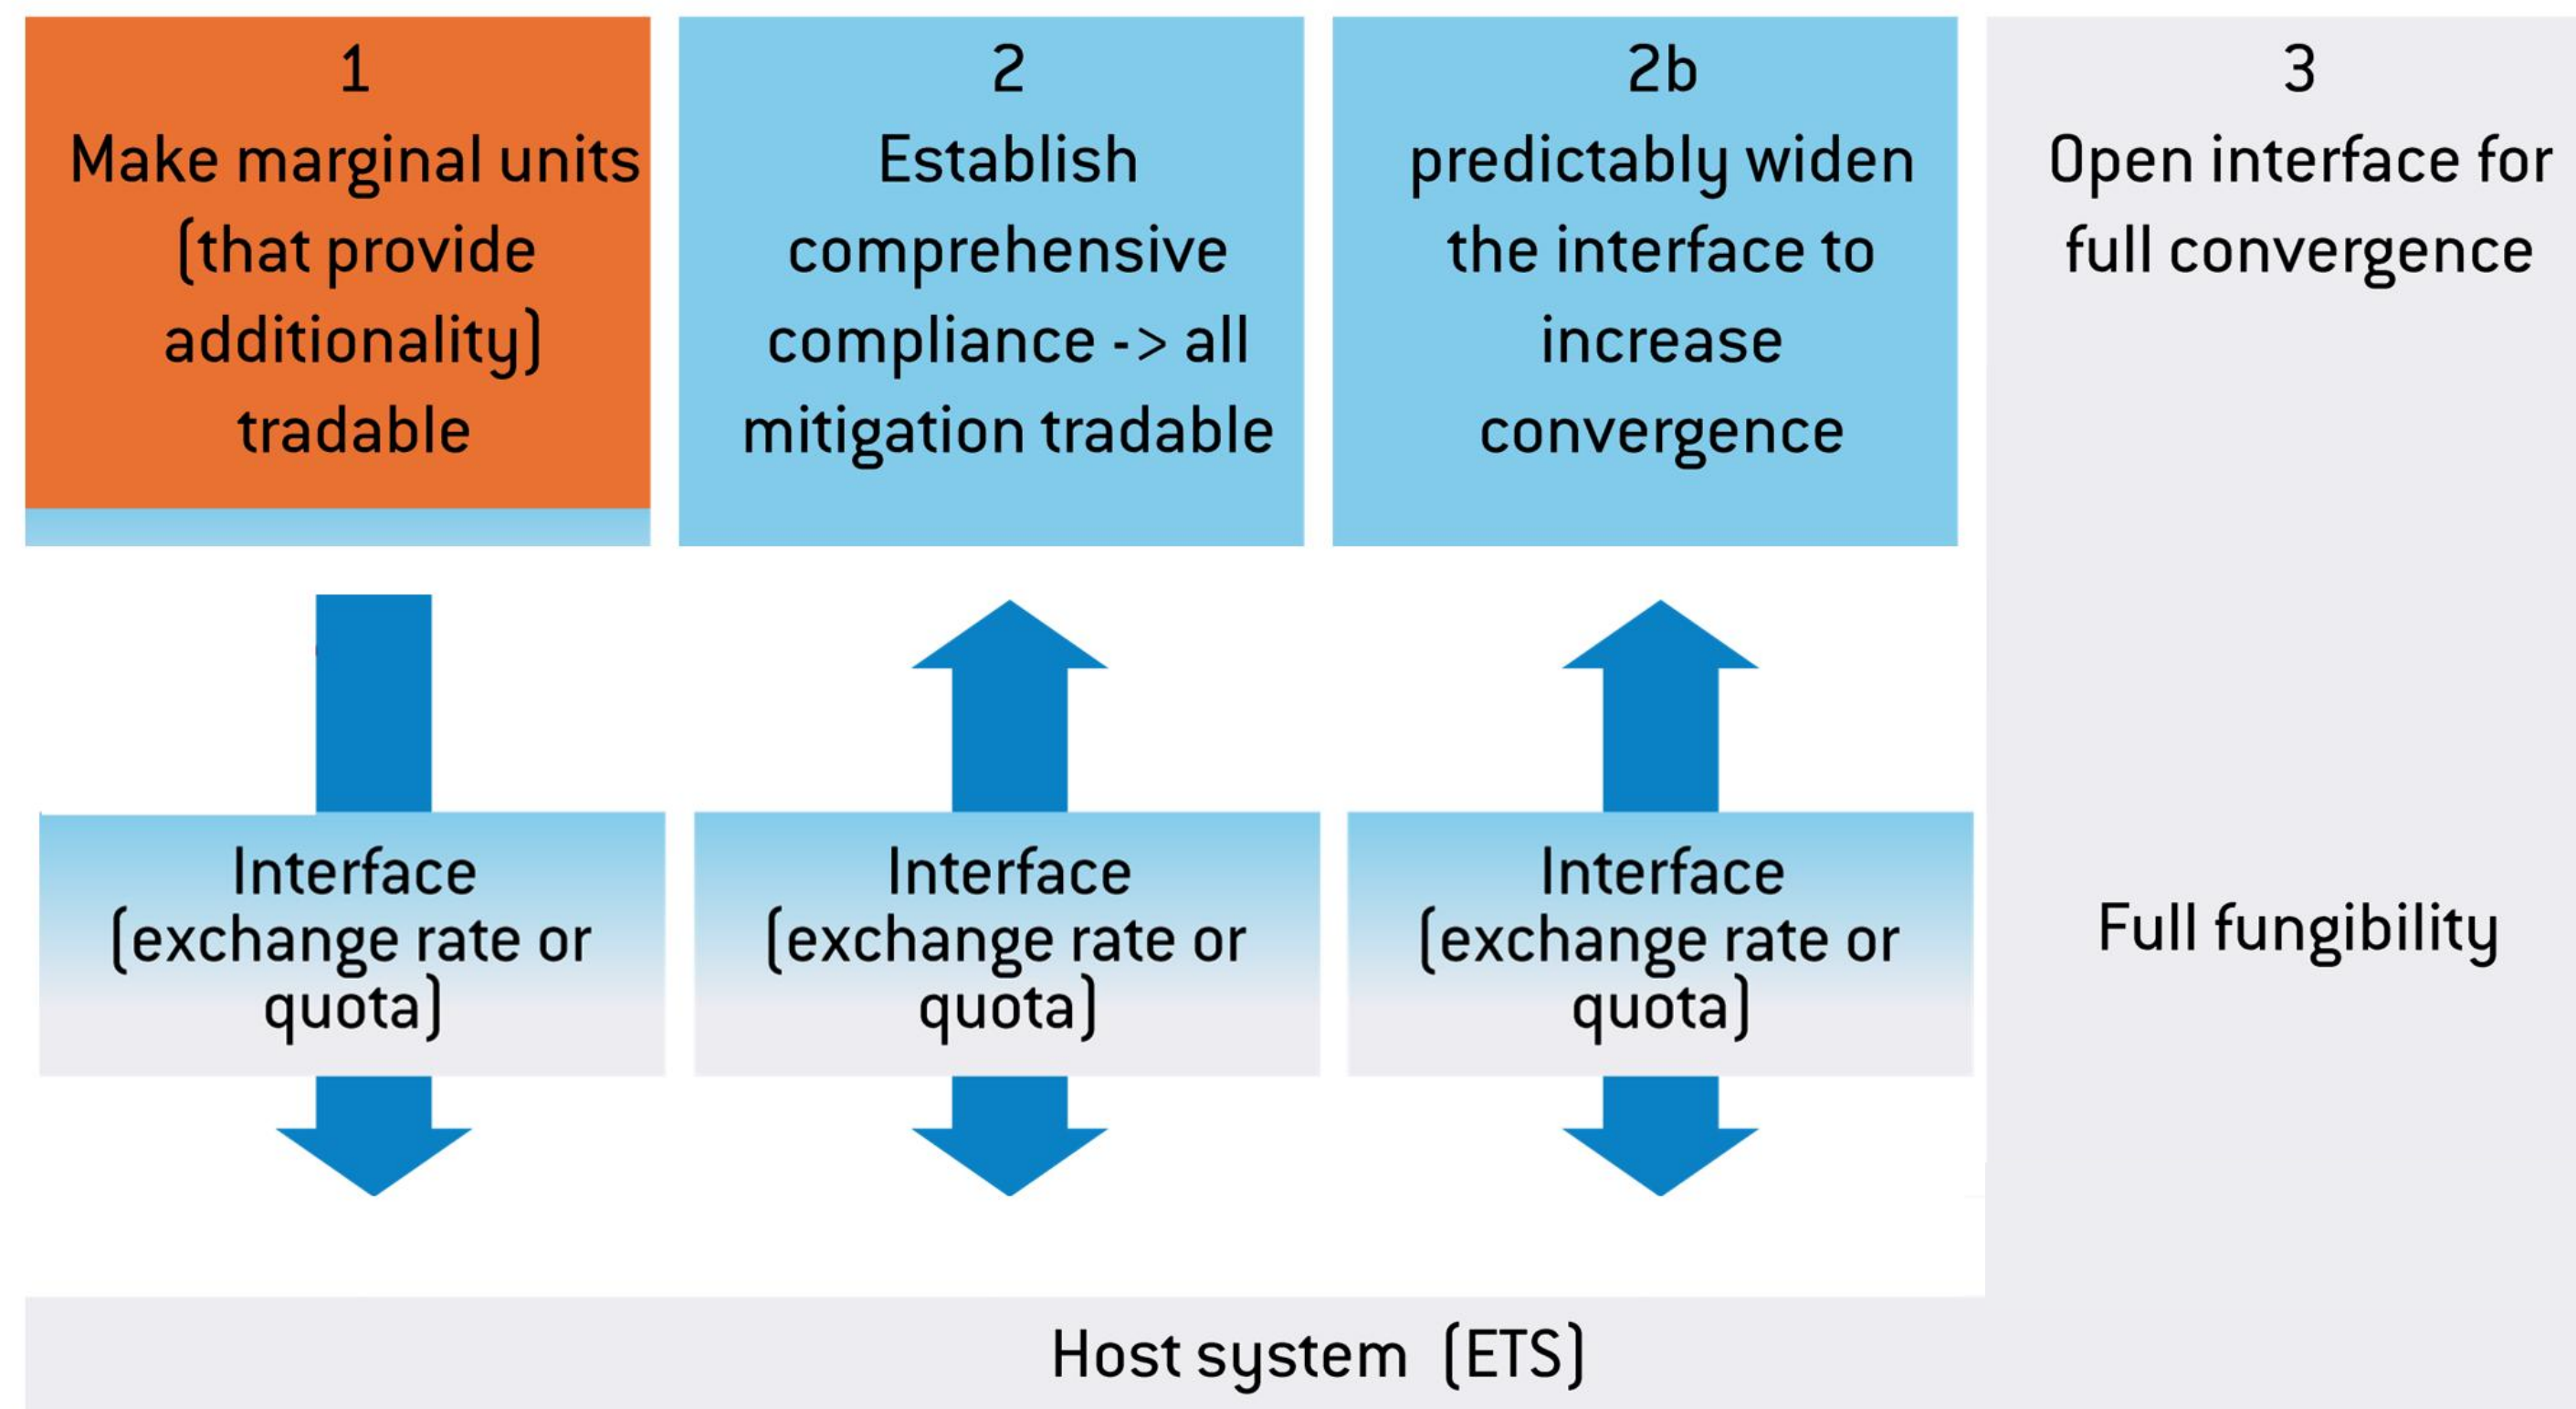 1
Make marginal units
(that provide
additionality)
tradable
2
Establish
comprehensive
compliance -> all
mitigation tradable
2b
predictably widen
the interface to
increase
convergence
3
Open interface for
full convergence
Interface
(exchange rate or
quota)
Interface
(exchange rate or
quota)
Interface
(exchange rate or
quota)
Full fungibility
Host system (ETS)